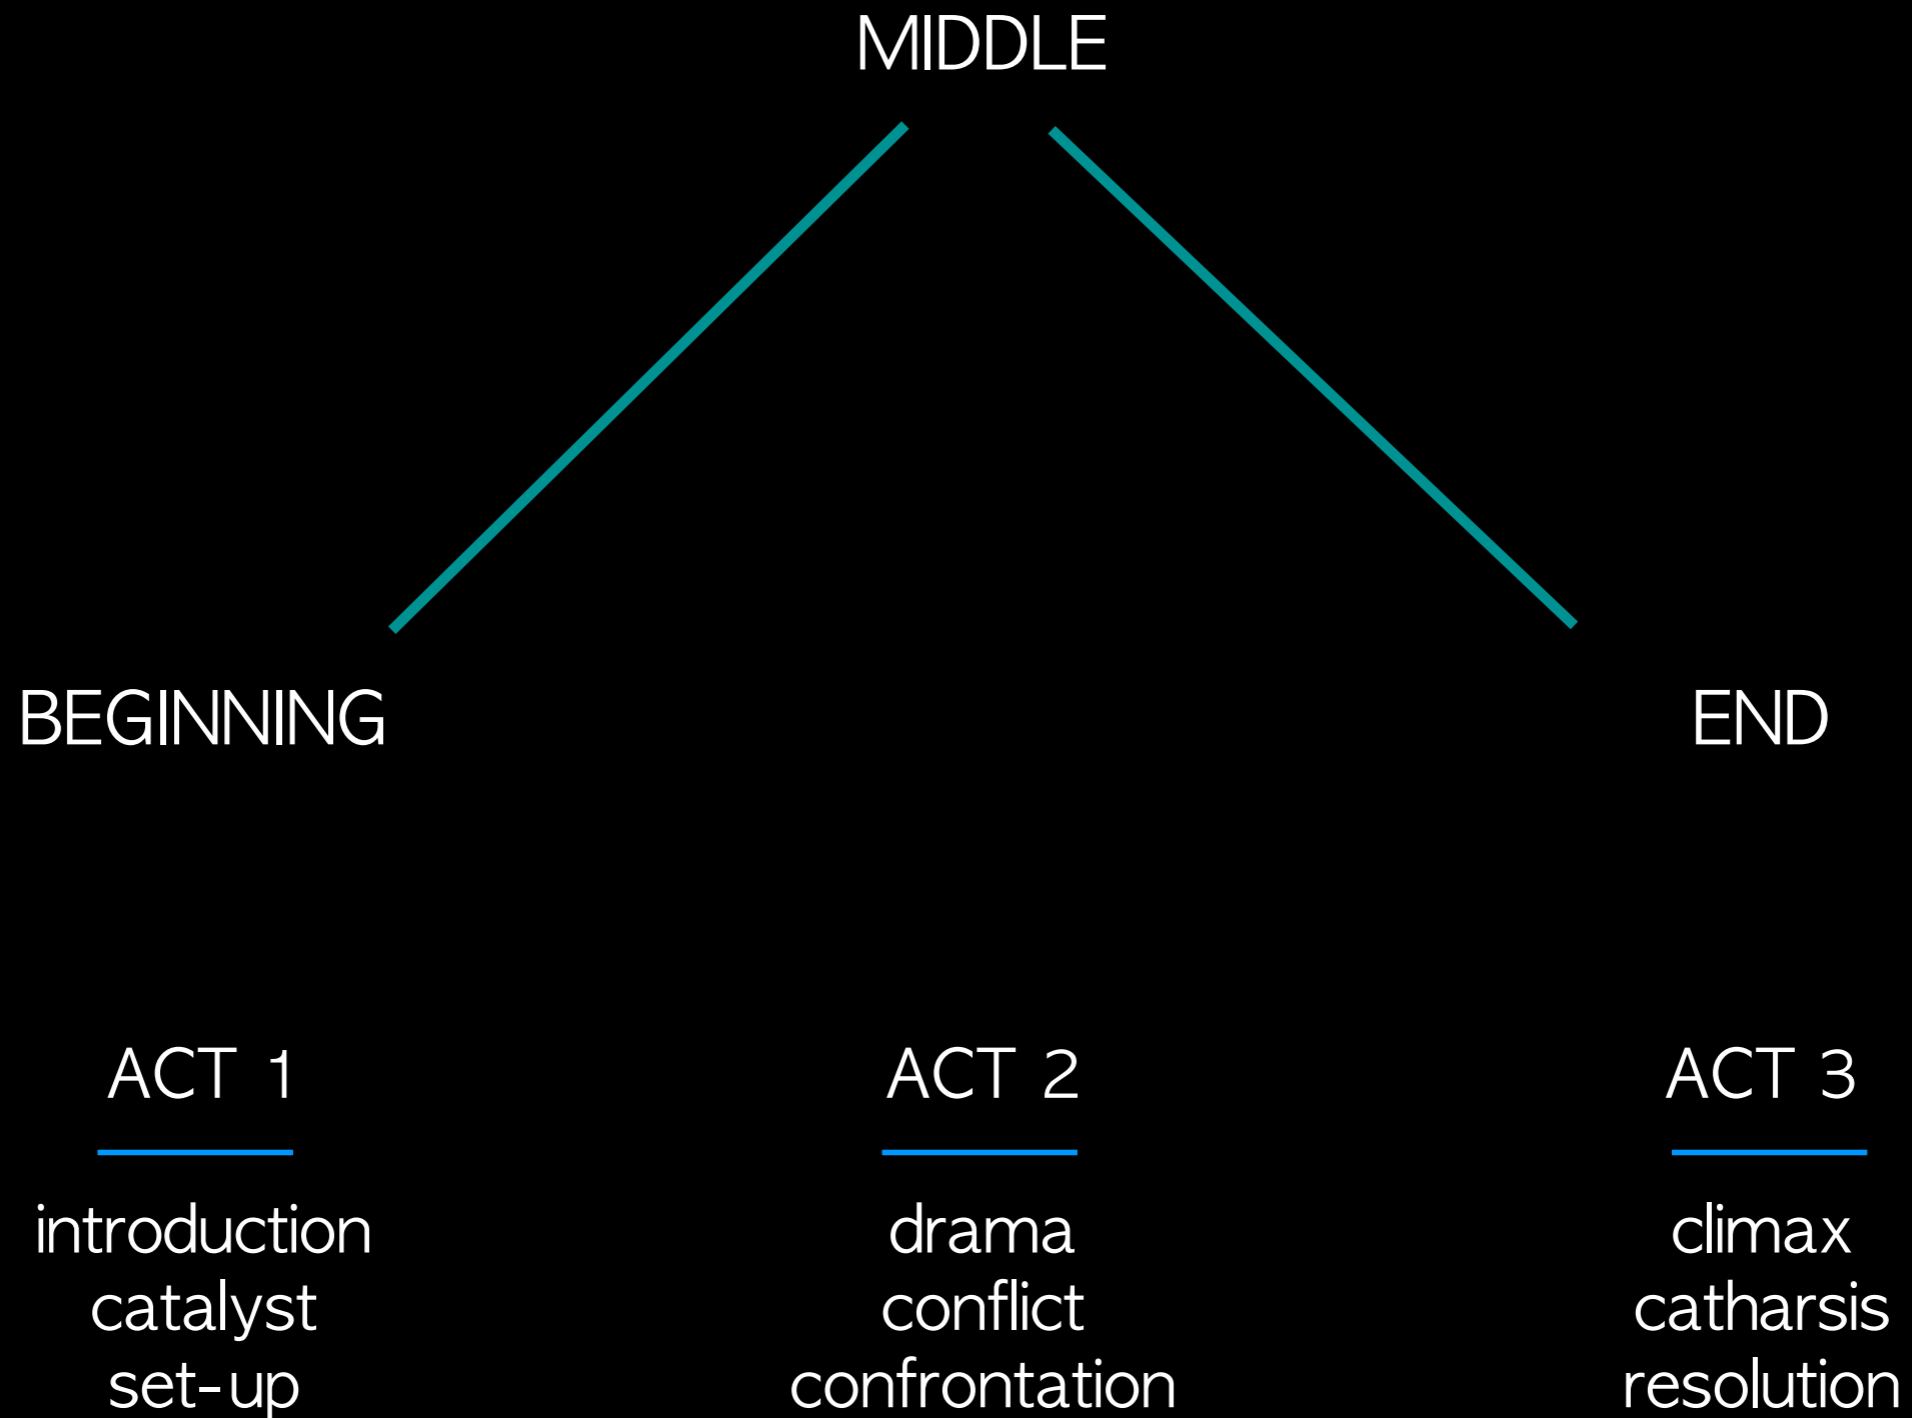 MIDDLE
BEGINNING
END
ACT 1
introduction
catalyst
set-up
ACT 2
drama
conflict
confrontation
ACT 3
climax
catharsis
resolution